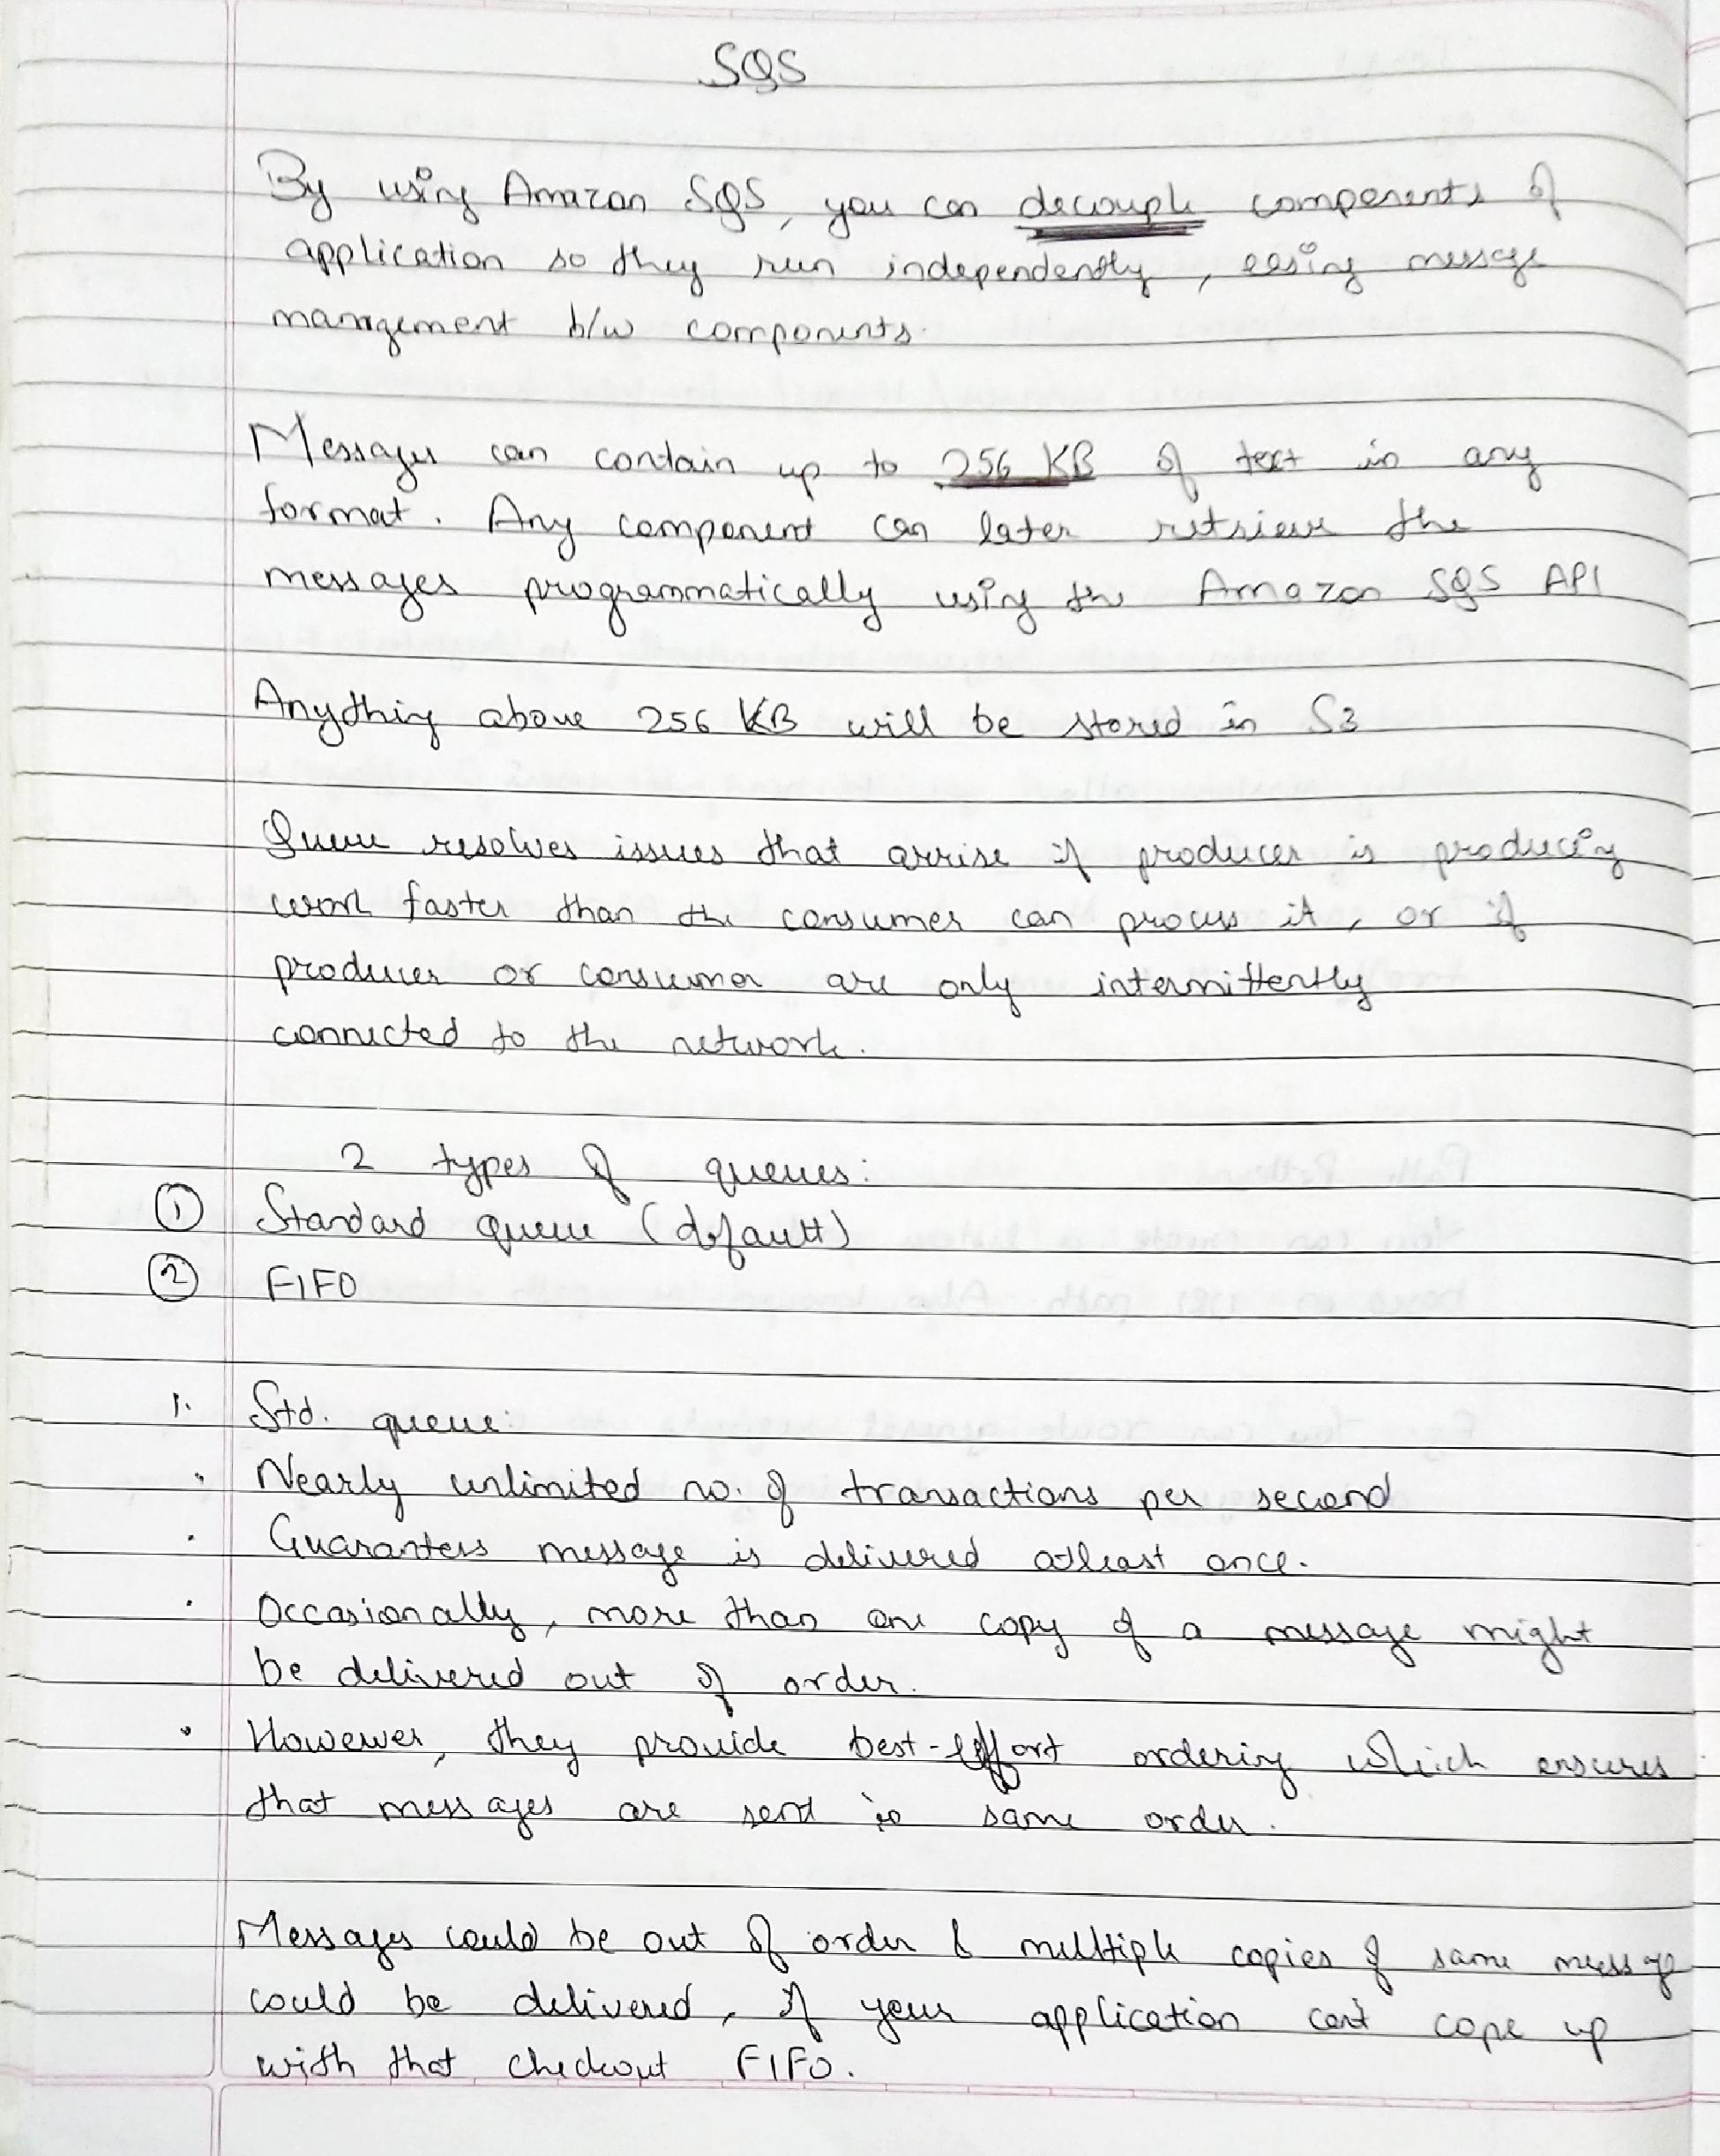 SQS
By using Amazon SQS, you can decouple components of
application so they run independently, easing message
management b/w components.
Messages can contain up to 256 KB of text in any
format. Any component can later retrieve the
messages programmatically using the Amazon SQS API
Anything above 256 KB will be stored in S3
Queue resolves issues that arrise if producer is producing
work faster than the consumer can process it, or if
producer or consumer are only intermittently
connected to the network.
2 types of queues:
① Standard queue (default)
② FIFO
1. Std. queue:
· Nearly unlimited no. of transactions per second
· Guarantees message is delivered atleast once.
· Occasionally, more than one copy of a message might
be delivered out of order.
· However, they provide best-effort ordering which ensures
that messages are send in same order.
Messages could be out of order & multiple copies of same message
could be delivered, if your application can't cope up
with that checkout FIFO.